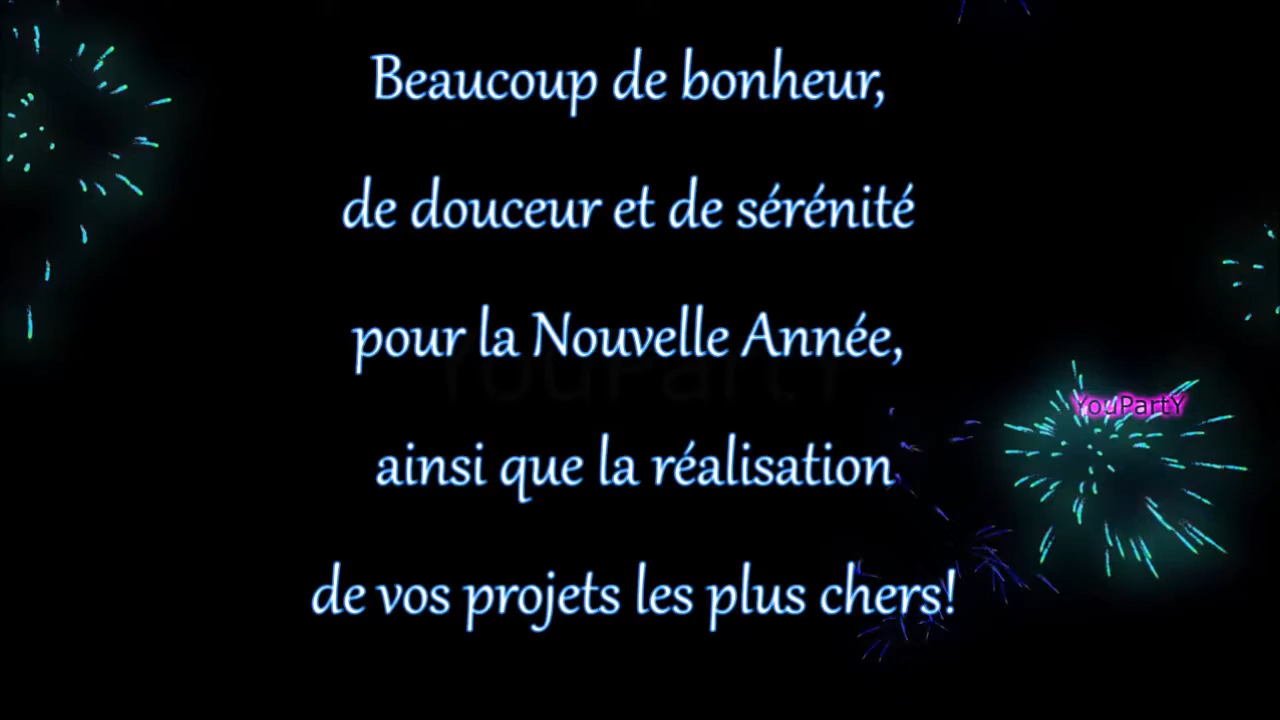 Beaucoup de bonheur,
de douceur et de sérénité
pour la Nouvelle Année,
YouPartY
YouPartY
ainsi que la réalisation
de vos projets les plus chers!